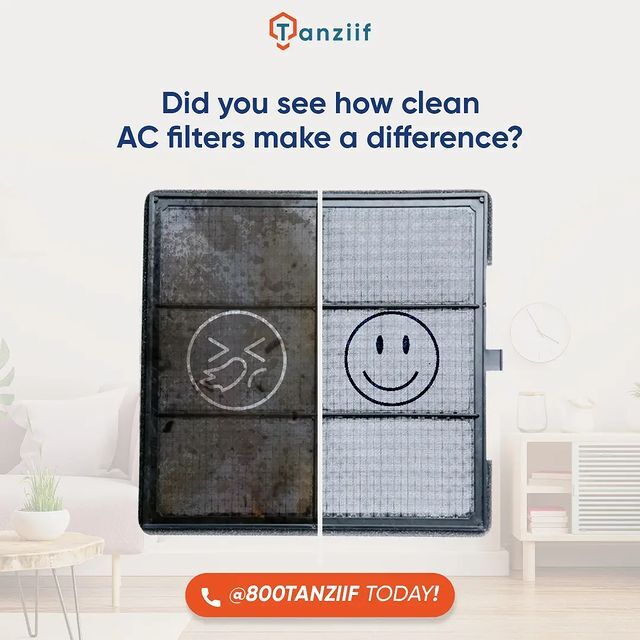 Tanziif
Did you see how clean
AC filters make a difference?
@800TANZIIF TODAY!